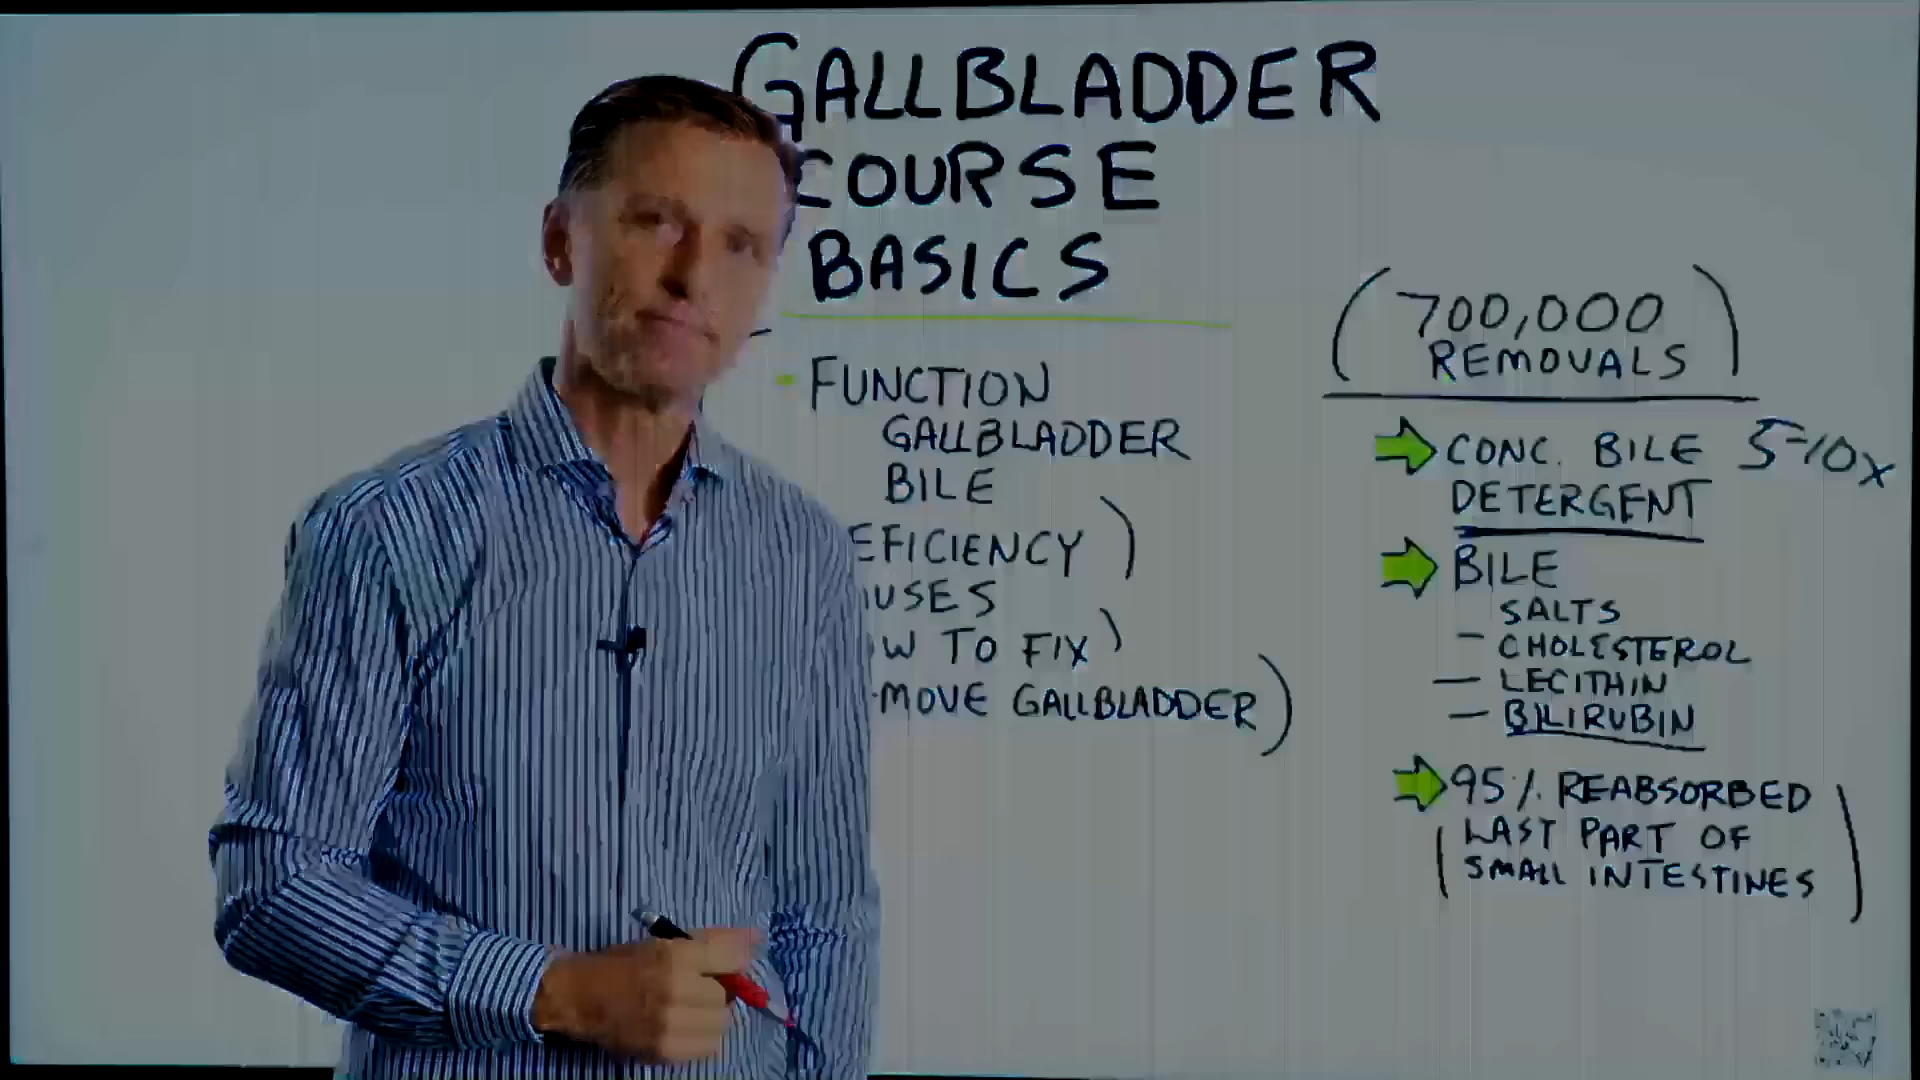 GALLBLADDER
COURSE
BASICS
FUNCTION
GALLBLADDER
BILE
EFICIENCY )
USES
W TO FIX )
MOVE GALLBLADDER )
( 700,000 )
REMOVALS
CONC. BILE 5-10x
DETERGENT
BILE
SALTS
- CHOLESTEROL
- LECITHIN
- BILIRUBIN
95% REABSORBED
( LAST PART OF
SMALL INTESTINES )